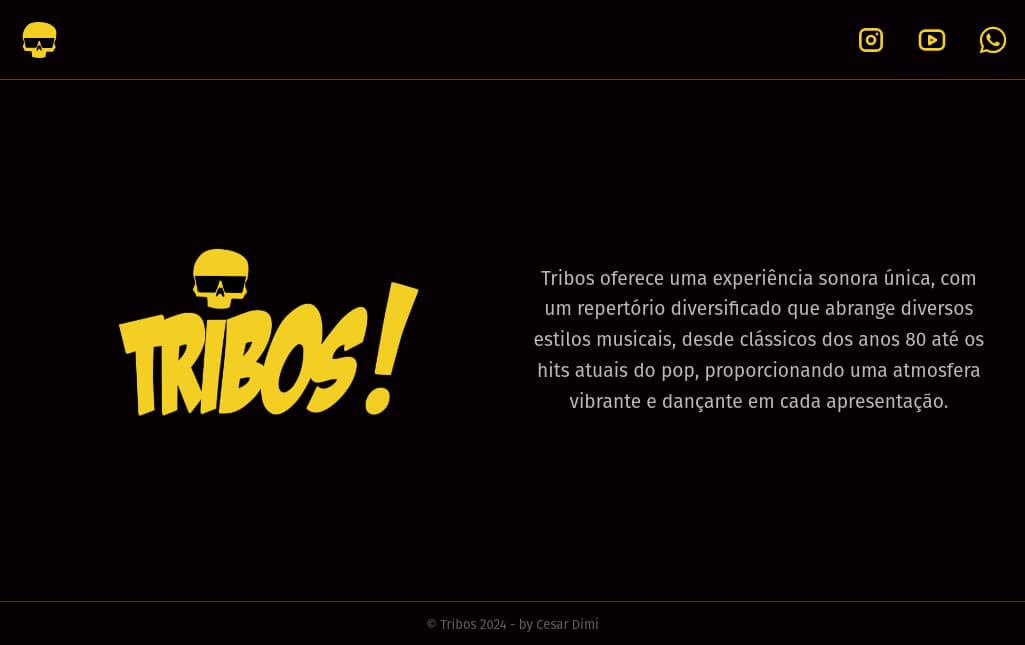 TRIBOS!
Tribos oferece uma experiência sonora única, com
um repertório diversificado que abrange diversos
estilos musicais, desde clássicos dos anos 80 até os
hits atuais do pop, proporcionando uma atmosfera
vibrante e dançante em cada apresentação.
© Tribos 2024 - by Cesar Dimi